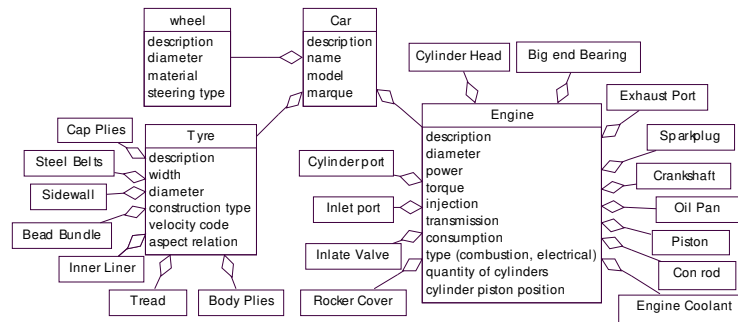 wheel
description
diameter
material
steering type
Car
description
name
model
marque
Cylinder Head
Big end Bearing
Exhaust Port
Sparkplug
Crankshaft
Oil Pan
Piston
Con rod
Engine Coolant
Engine
description
diameter
power
torque
injection
transmission
consumption
type (combustion, electrical)
quantity of cylinders
cylinder piston position
Cylinder port
Inlet port
Inlate Valve
Rocker Cover
Tyre
description
width
diameter
construction type
velocity code
aspect relation
Cap Plies
Steel Belts
Sidewall
Bead Bundle
Inner Liner
Tread
Body Plies